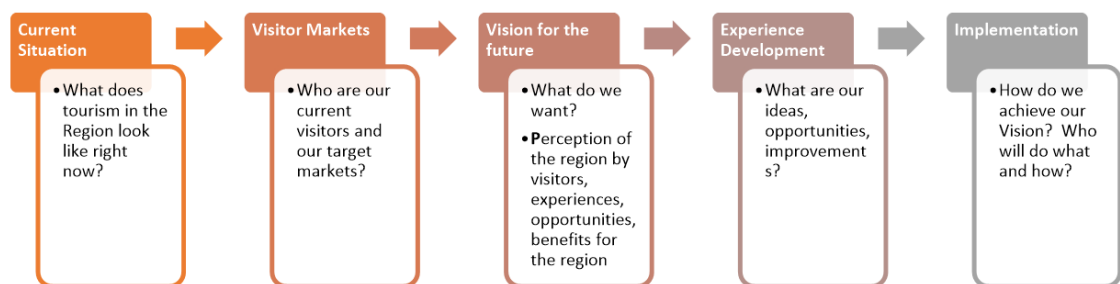 Current
Situation
• What does
tourism in the
Region look
like right
now?
Visitor Markets
• Who are our
current
visitors and
our target
markets?
Vision for the
future
• What do we
want?
• Perception of
the region by
visitors,
experiences,
opportunities,
benefits for
the region
Experience
Development
• What are our
ideas,
opportunities,
improvement
s?
Implementation
• How do we
achieve our
Vision?  Who
will do what
and how?